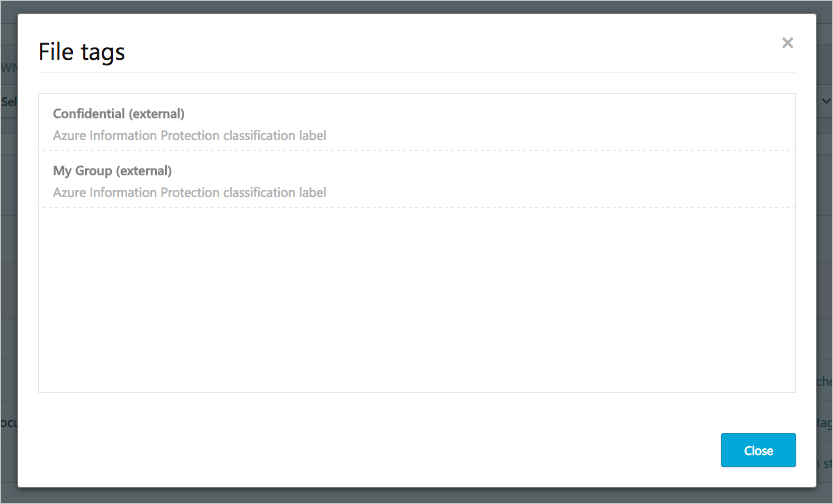 File tags
×
Confidential (external)
Azure Information Protection classification label
My Group (external)
Azure Information Protection classification label
Close